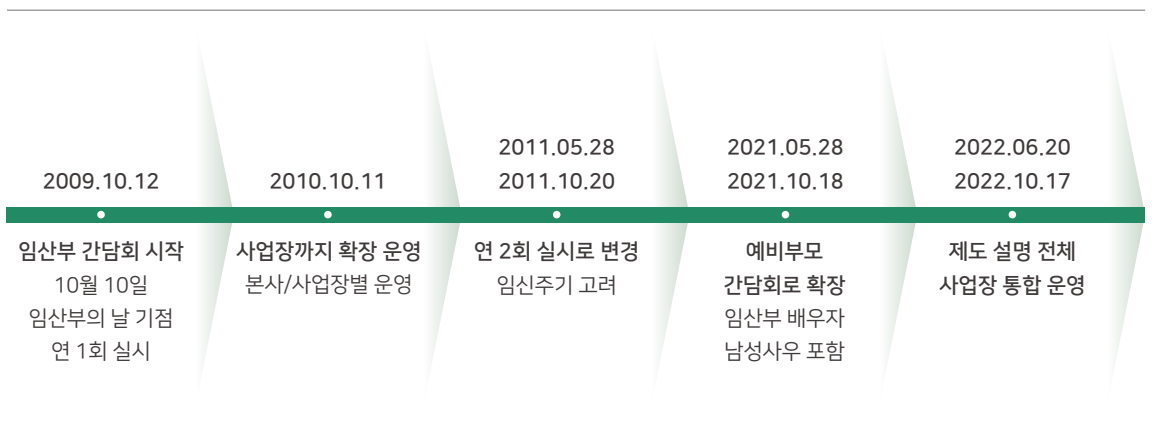 2009.10.12
임산부 간담회 시작
10월 10일
임산부의 날 기점
연 1회 실시
2010.10.11
사업장까지 확장 운영
본사/사업장별 운영
2011.05.28
2011.10.20
연 2회 실시로 변경
임신주기 고려
2021.05.28
2021.10.18
예비부모
간담회로 확장
임산부 배우자
남성사우 포함
2022.06.20
2022.10.17
제도 설명 전체
사업장 통합 운영